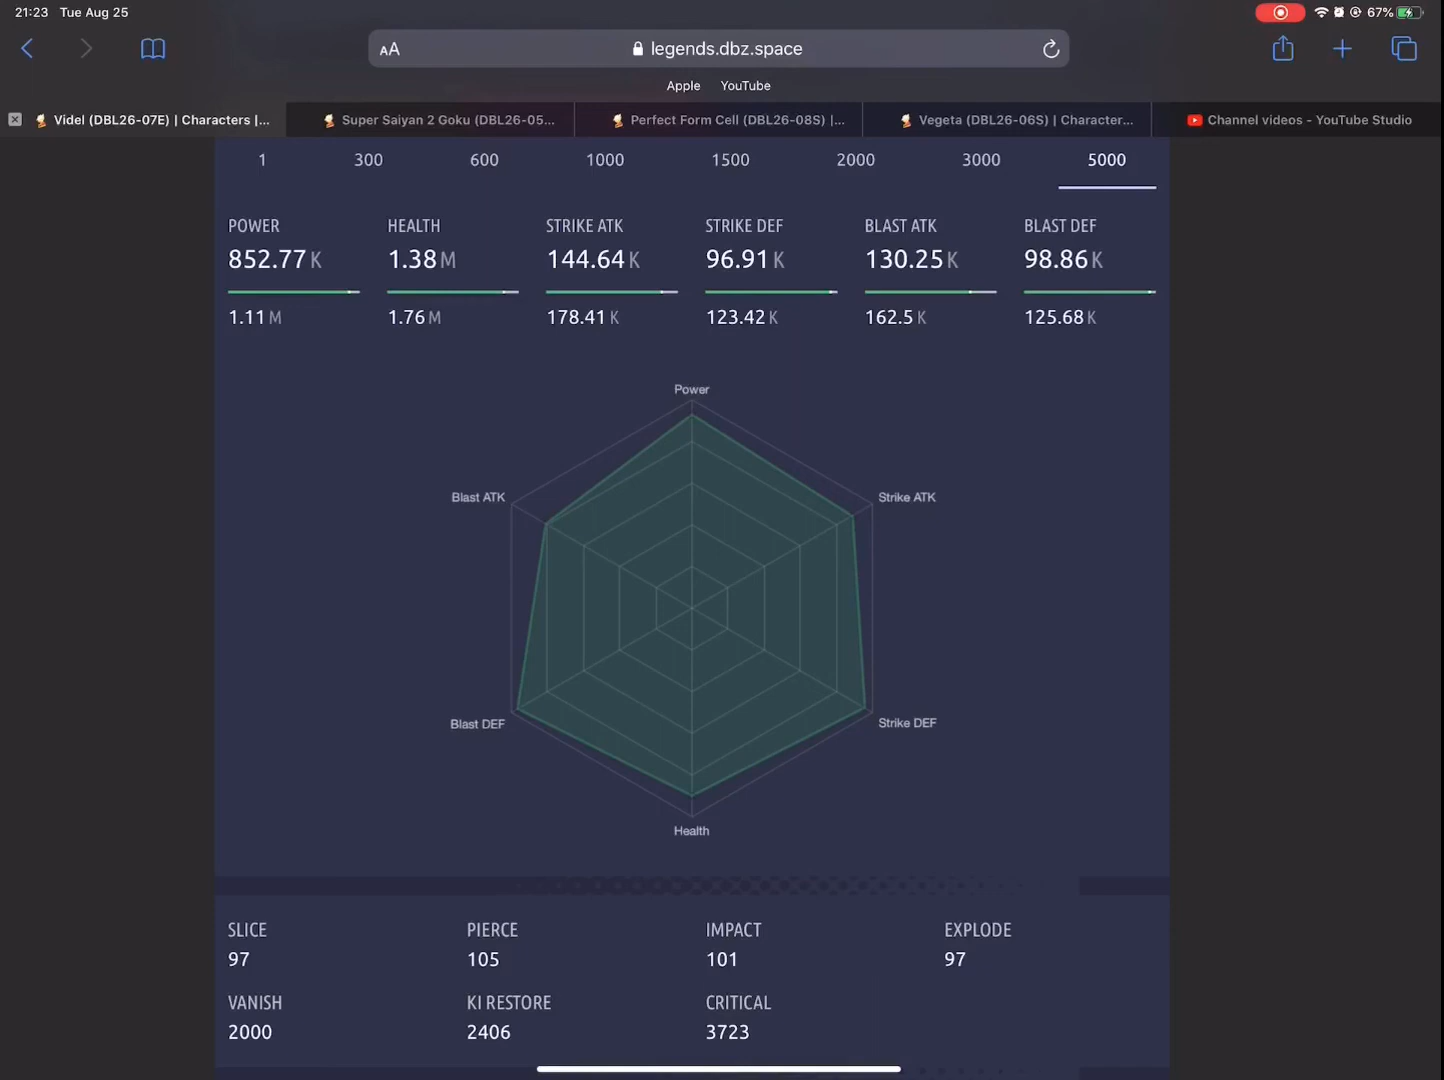 21:23 Tue Aug 25 67%
AA legends.dbz.space
Apple YouTube
Videl (DBL26-07E) | Characters |... Super Saiyan 2 Goku (DBL26-05... Perfect Form Cell (DBL26-08S) |... Vegeta (DBL26-06S) | Character... Channel videos - YouTube Studio
1 300 600 1000 1500 2000 3000 5000
POWER HEALTH STRIKE ATK STRIKE DEF BLAST ATK BLAST DEF
852.77 K 1.38 M 144.64 K 96.91 K 130.25 K 98.86 K
1.11 M 1.76 M 178.41 K 123.42 K 162.5 K 125.68 K
Power
Blast ATK Strike ATK
Blast DEF Strike DEF
Health
SLICE PIERCE IMPACT EXPLODE
97 105 101 97
VANISH KI RESTORE CRITICAL
2000 2406 3723